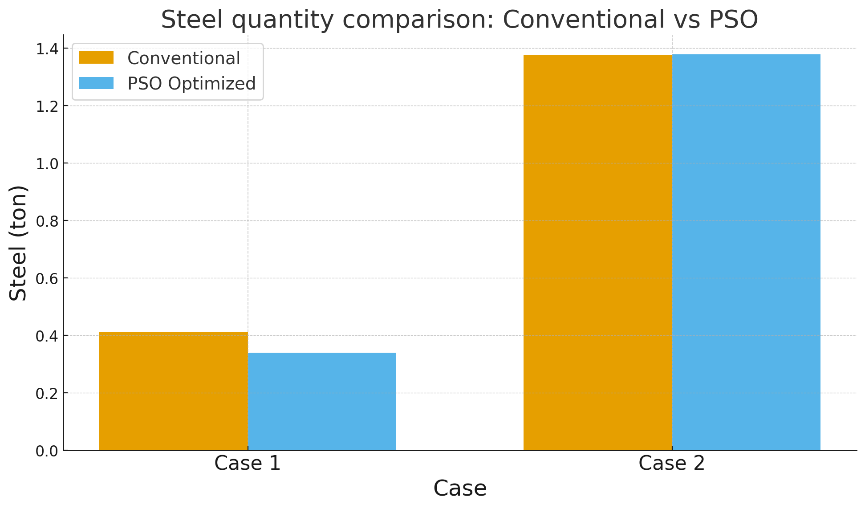 Steel quantity comparison: Conventional vs PSO
Conventional
PSO Optimized
Steel (ton)
1.4
1.2
1.0
0.8
0.6
0.4
0.2
0.0
Case 1
Case 2
Case